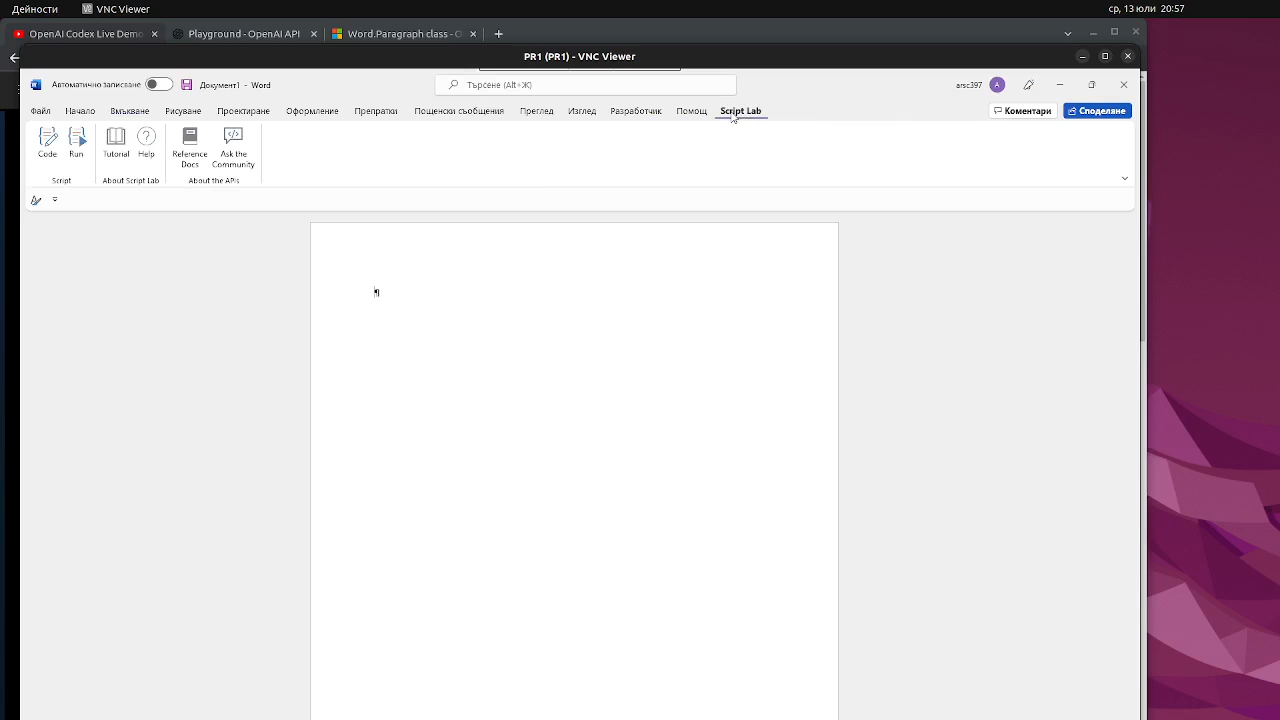 Дейности VNC Viewer ср, 13 юли 20:57
OpenAI Codex Live Demo Playground - OpenAI API Word.Paragraph class - O
PR1 (PR1) - VNC Viewer
Автоматично записване Документ1 - Word Търсене (Alt+Ж) arsc397 A
Файл Начало Вмъкване Рисуване Проектиране Оформление Препратки Пощенски съобщения Преглед Изглед Разработчик Помощ Script Lab Коментари Споделяне
Code Run Tutorial Help Reference Docs Ask the Community
Script About Script Lab About the APIs
¶